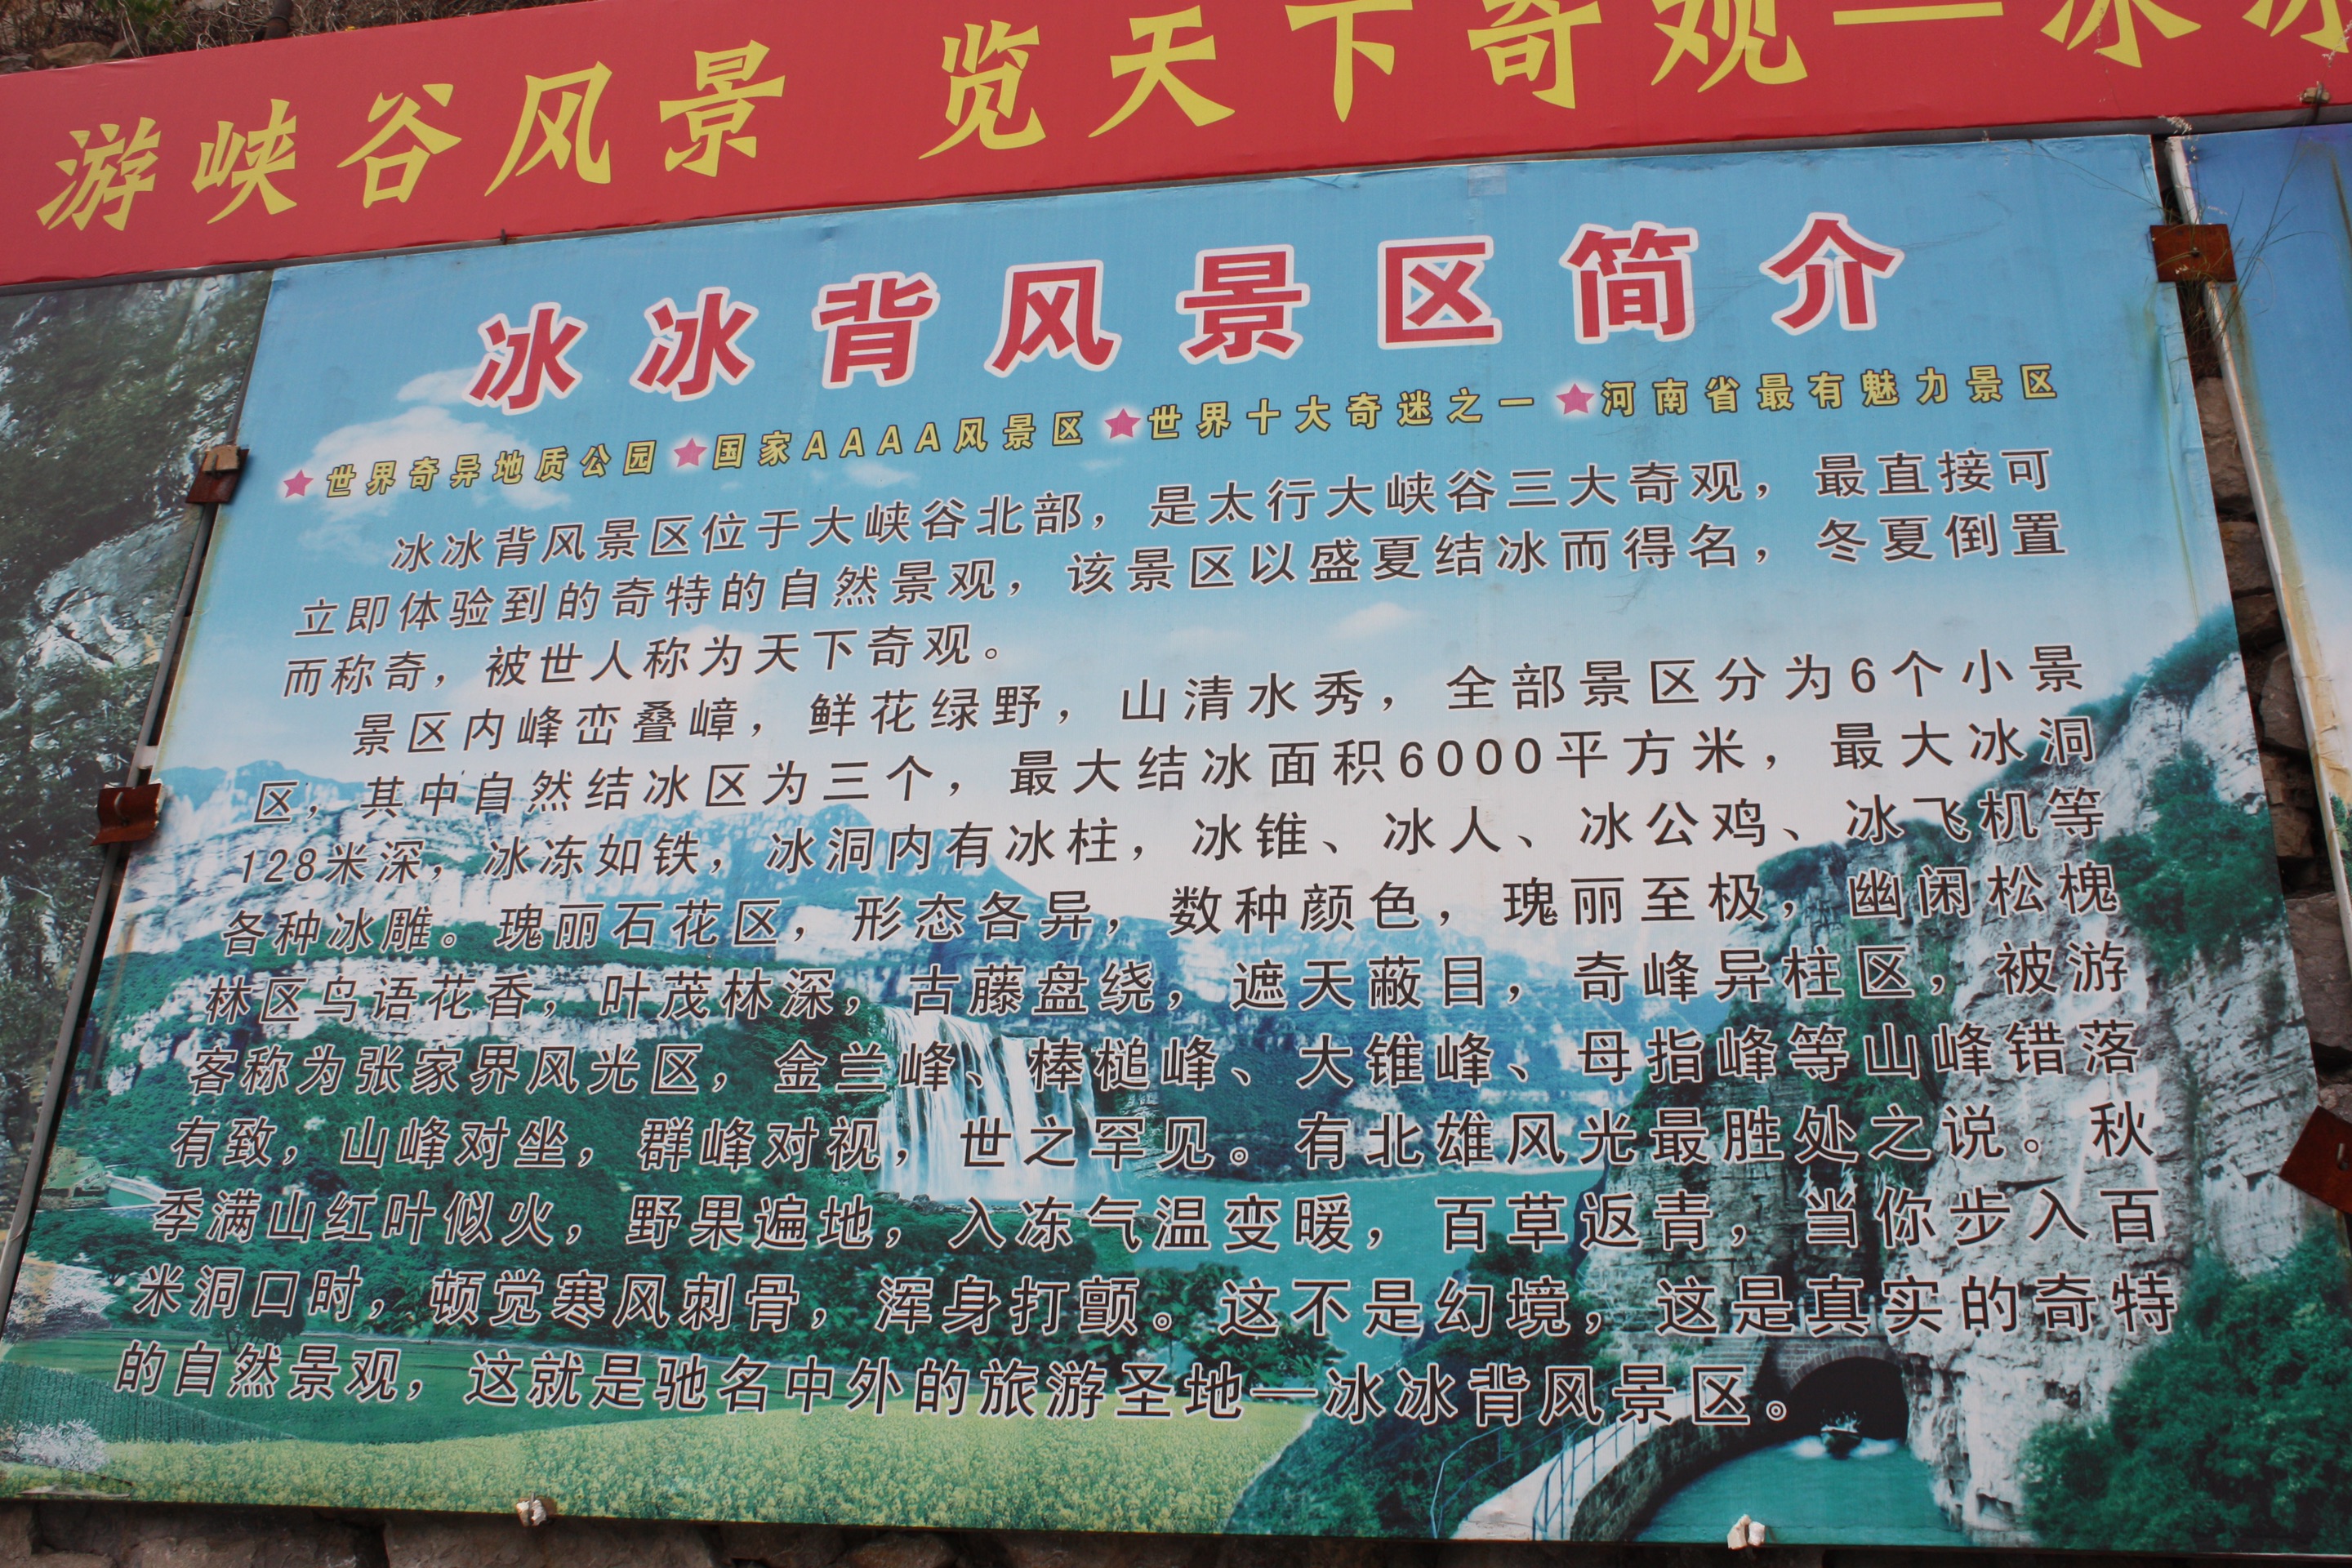 游峡谷风景 览天下奇观—冰冰
冰冰背风景区简介
★世界奇异地质公园★国家AAAA风景区★世界十大奇迷之一★河南省最有魅力景区
冰冰背风景区位于大峡谷北部，是太行大峡谷三大奇观，最直接可
立即体验到的奇特的自然景观，该景区以盛夏结冰而得名，冬夏倒置
而称奇，被世人称为天下奇观。
景区内峰峦叠嶂，鲜花绿野，山清水秀，全部景区分为6个小景
区，其中自然结冰区为三个，最大结冰面积6000平方米，最大冰洞
128米深，冰冻如铁，冰洞内有冰柱，冰锥、冰人、冰公鸡、冰飞机等
各种冰雕。瑰丽石花区，形态各异，数种颜色，瑰丽至极，幽闲松槐
林区鸟语花香，叶茂林深，古藤盘绕，遮天蔽目，奇峰异柱区，被游
客称为张家界风光区，金兰峰、棒槌峰、大锥峰、母指峰等山峰错落
有致，山峰对坐，群峰对视，世之罕见。有北雄风光最胜处之说。秋
季满山红叶似火，野果遍地，入冻气温变暖，百草返青，当你步入百
米洞口时，顿觉寒风刺骨，浑身打颤。这不是幻境，这是真实的奇特
的自然景观，这就是驰名中外的旅游圣地—冰冰背风景区。